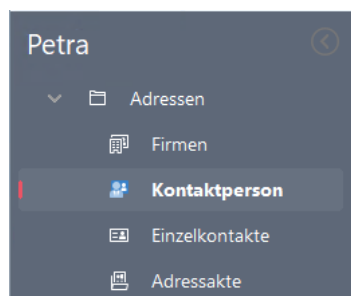 Petra
Adressen
Firmen
Kontaktperson
Einzelkontakte
Adressakte